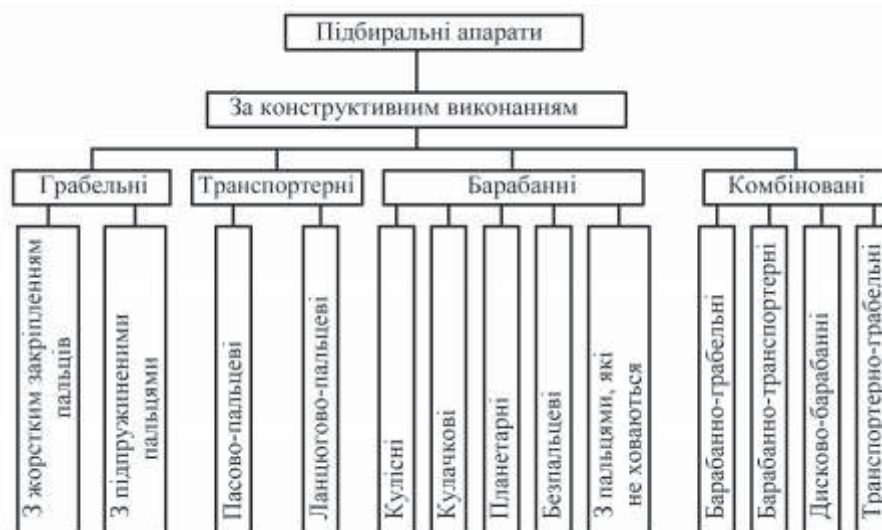 Підбиральні апарати
За конструктивним виконанням
Грабельні
Транспортерні
Барабанні
Комбіновані
З жорстким закріпленням
пальців
З підпружиненими
пальцями
Пасово-пальцеві
Ланцюгово-пальцеві
Кулісні
Кулачкові
Планетарні
Безпальцеві
З пальцями, які
не ховаються
Барабанно-грабельні
Барабанно-транспортерні
Дисково-барабанні
Транспортерно-грабельні